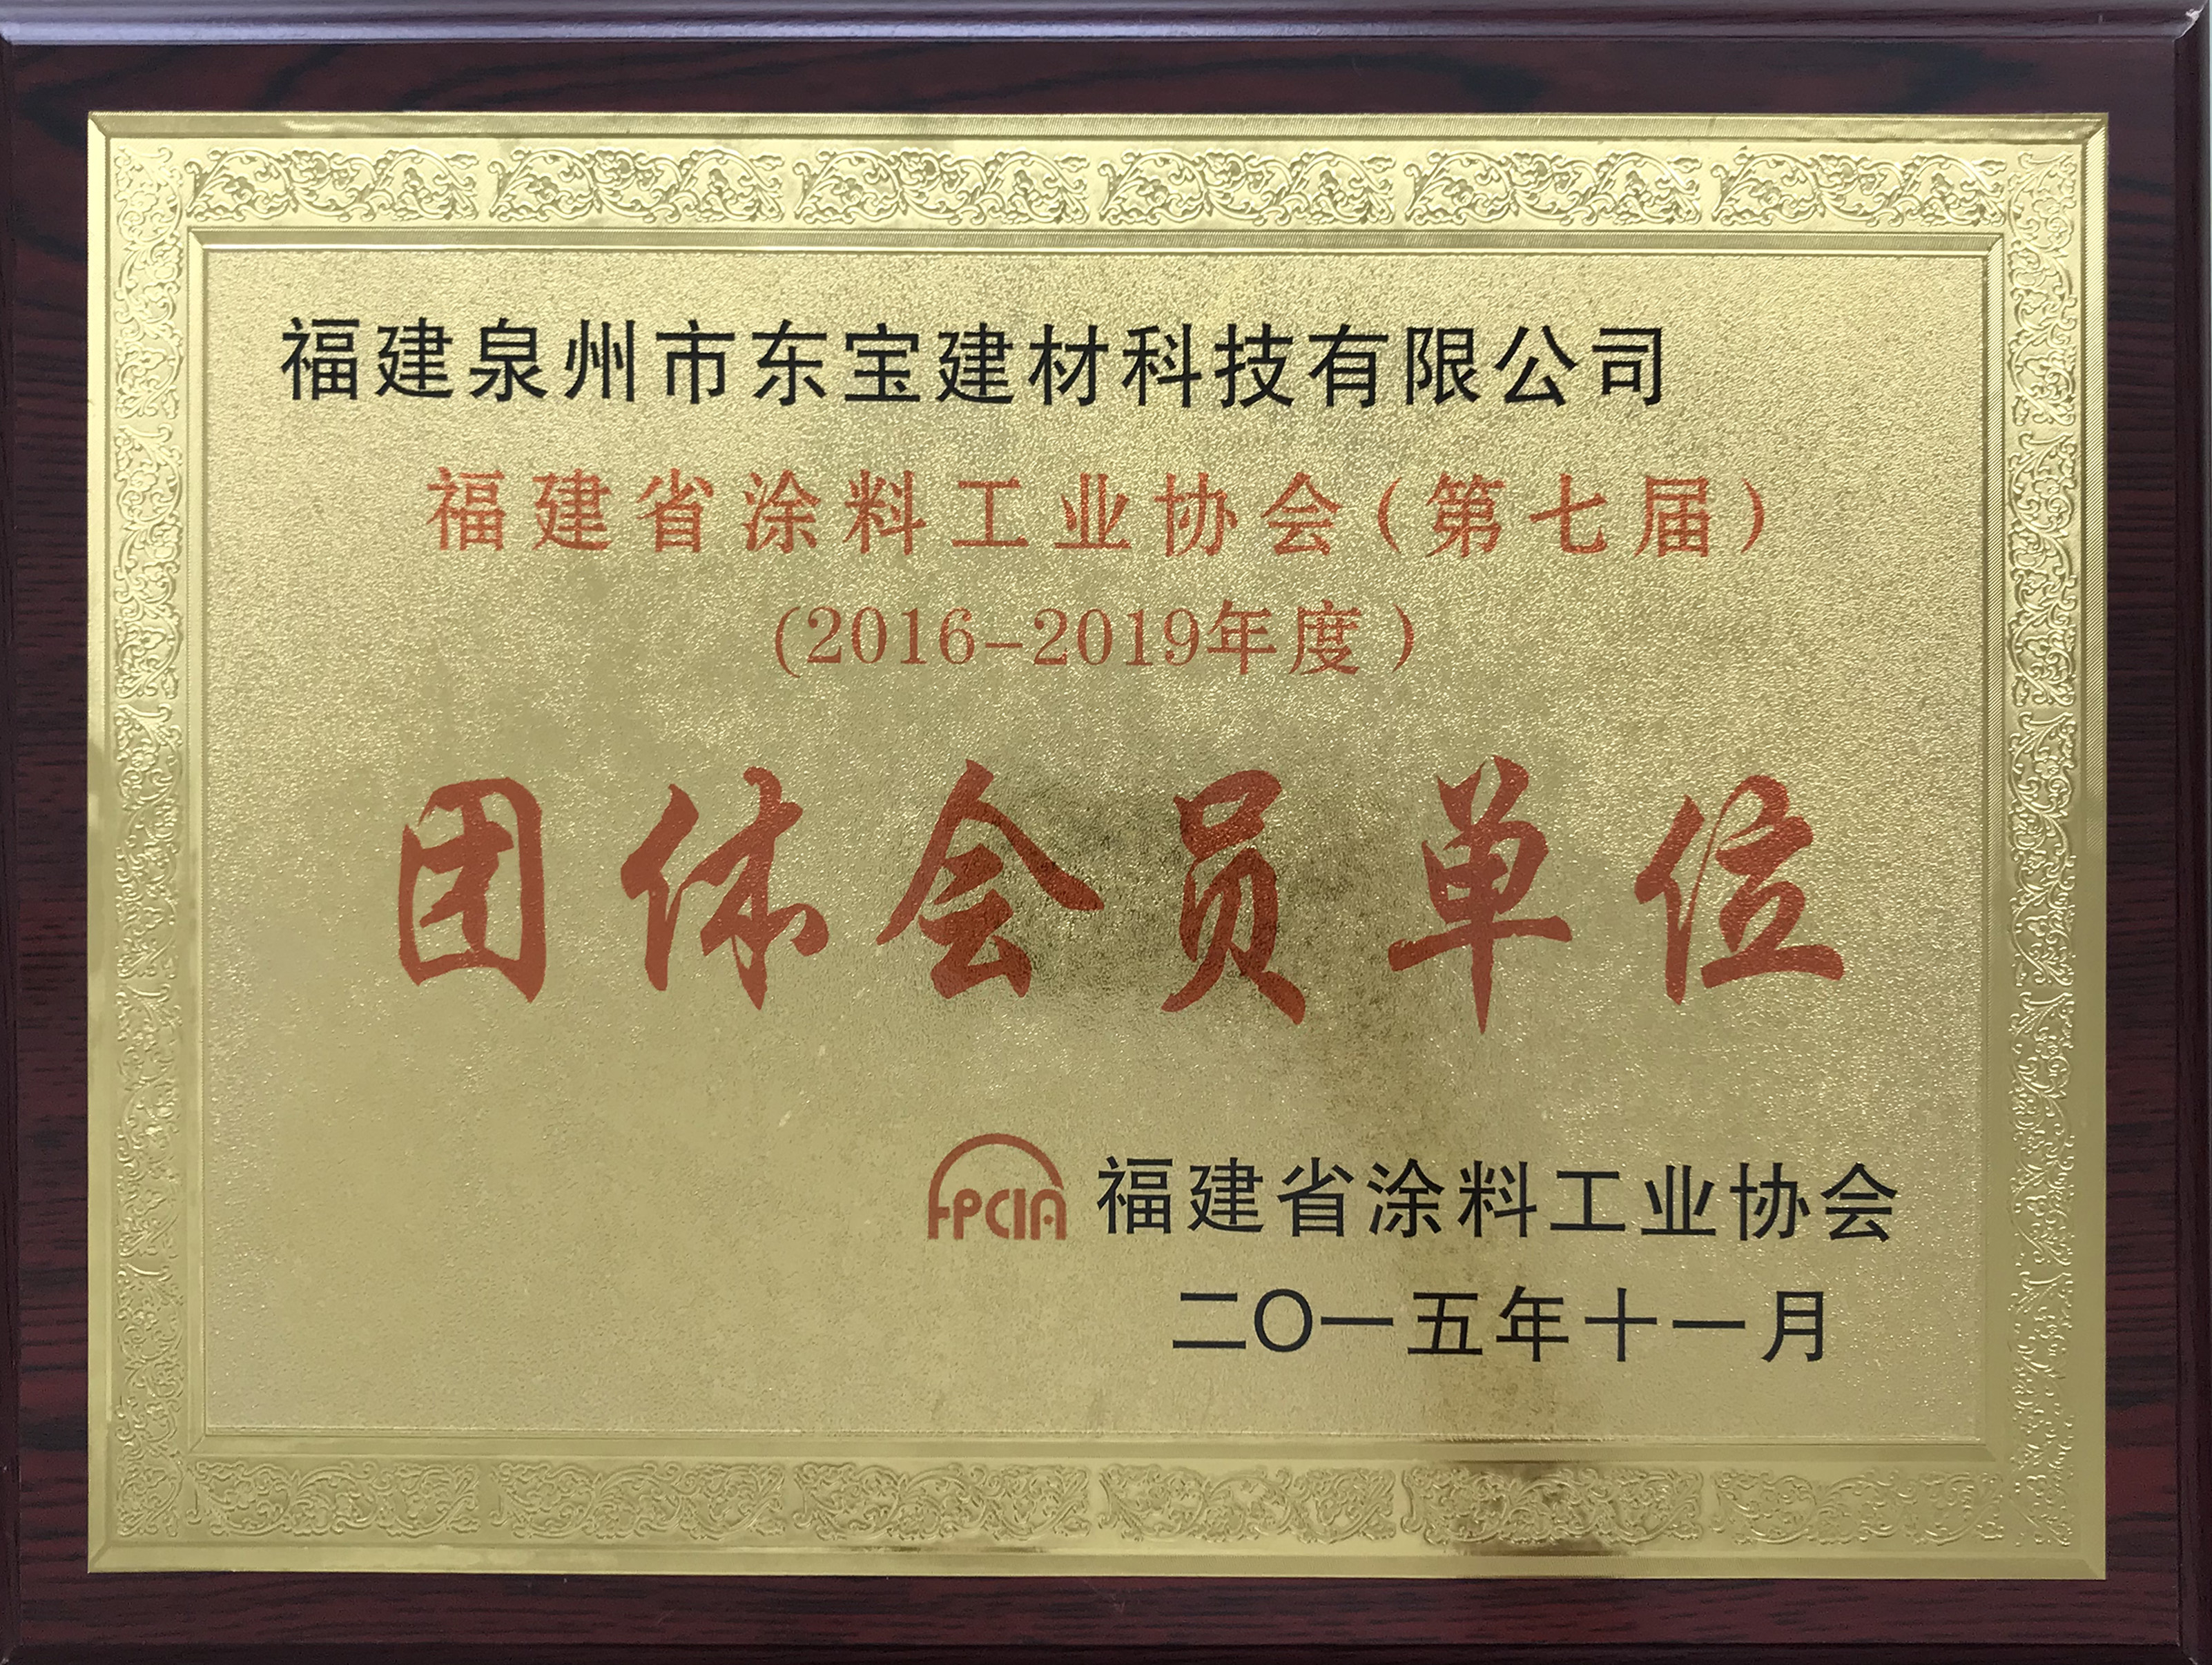 福建泉州市东宝建材科技有限公司
福建省涂料工业协会(第七届)
(2016-2019年度)
团体会员单位
FPCIA 福建省涂料工业协会
二〇一五年十一月